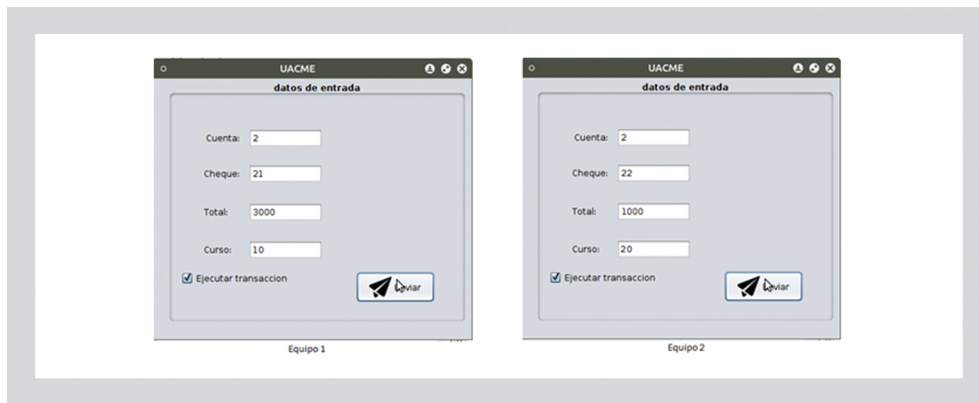 UACME
datos de entrada
Cuenta: 2
Cheque: 21
Total: 3000
Curso: 10
Ejecutar transaccion
Equipo 1
UACME
datos de entrada
Cuenta: 2
Cheque: 22
Total: 1000
Curso: 20
Ejecutar transaccion
Equipo 2